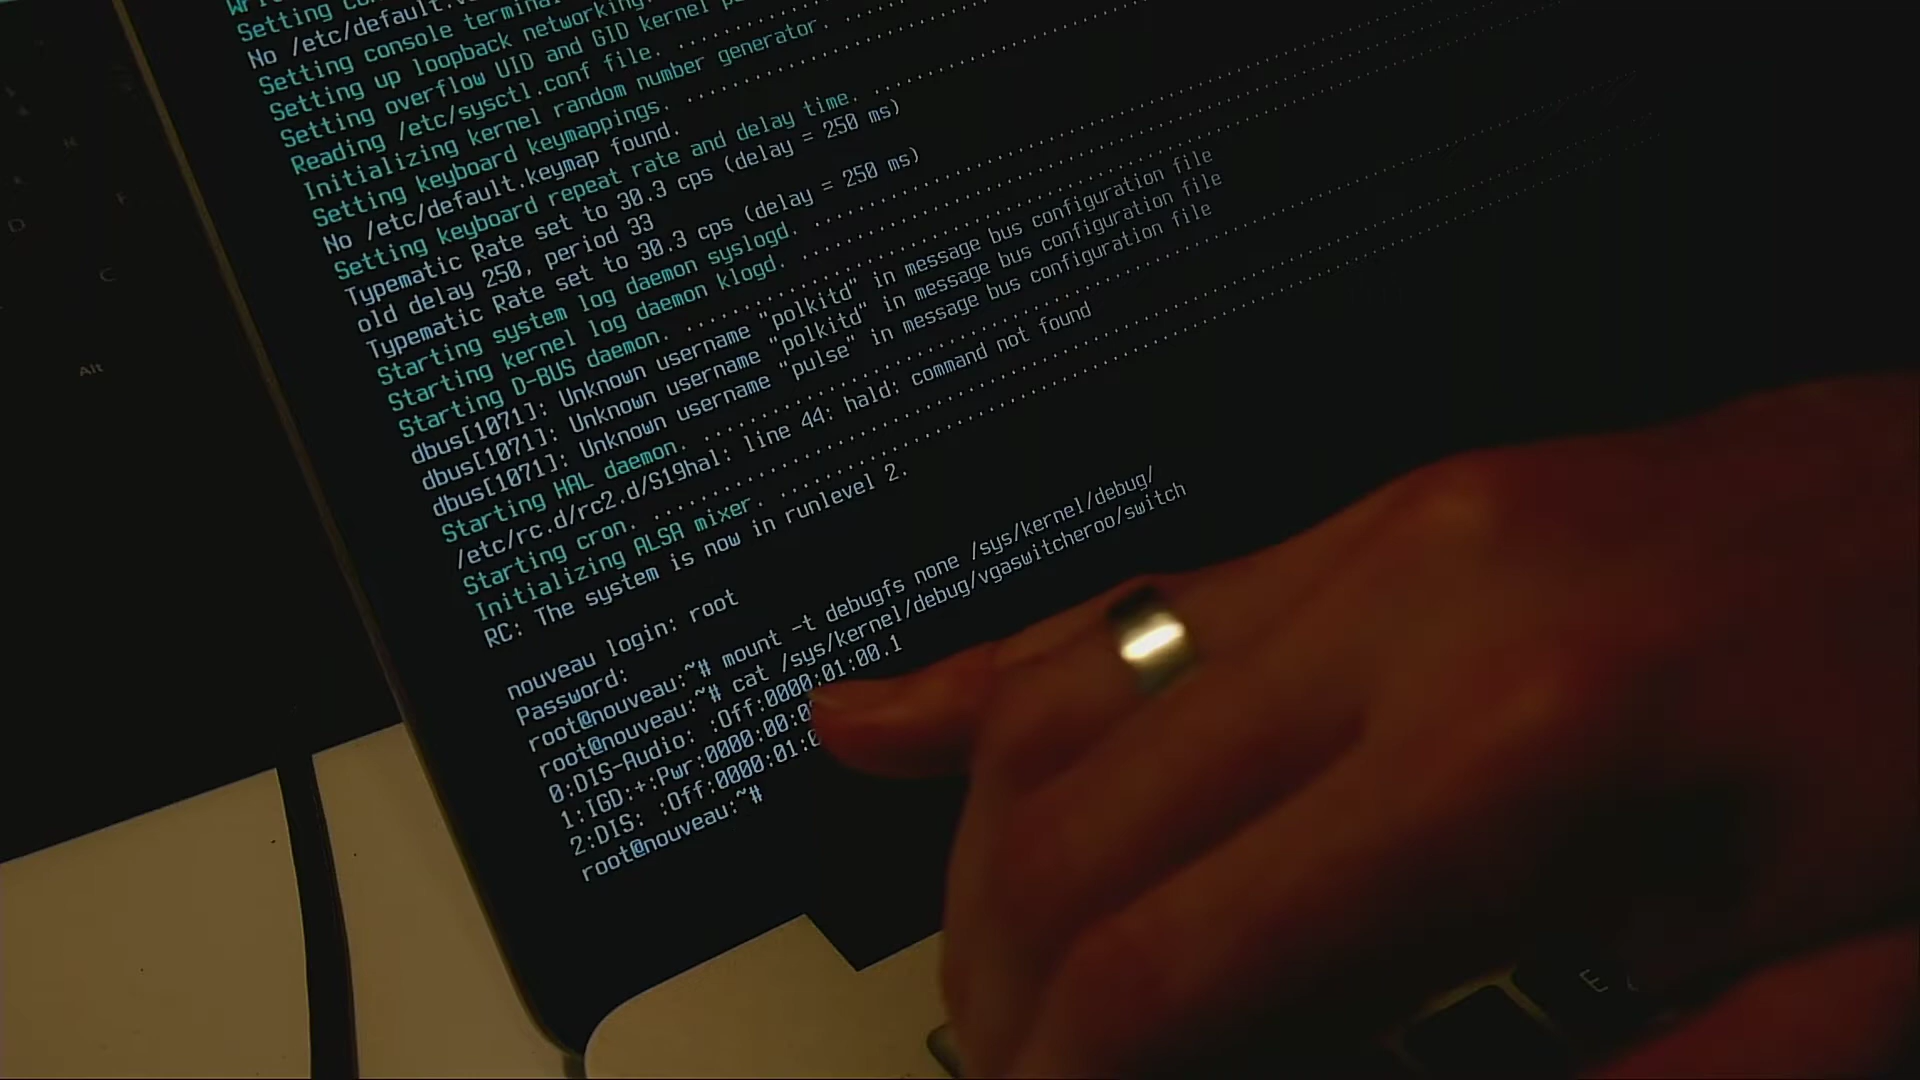 Setting
No /etc/default.
Setting console
Setting up loopback networking.
Setting overflow UID and GID kernel
Reading /etc/sysctl.conf file.
Initializing kernel random number generator.
Setting keyboard keymappings.
No /etc/default.keymap found.
Setting keyboard repeat rate and delay time.
Typematic Rate set to 30.3 cps (delay = 250 ms)
old delay 250, period 33
Typematic Rate set to 30.3 cps (delay = 250 ms)
Starting system log daemon syslogd.
Starting kernel log daemon klogd.
Starting D-BUS daemon.
dbus[1071]: Unknown username "polkitd" in message bus configuration file
dbus[1071]: Unknown username "polkitd" in message bus configuration file
dbus[1071]: Unknown username "pulse" in message bus configuration file
Starting HAL daemon.
/etc/rc.d/rc2.d/S19hal: line 44: hald: command not found
Starting cron.
Initializing ALSA mixer.
RC: The system is now in runlevel 2.
nouveau login: root
Password:
root@nouveau:~# mount -t debugfs none /sys/kernel/debug/
root@nouveau:~# cat /sys/kernel/debug/vgaswitcheroo/switch
0:DIS-Audio: :Off:0000:01:00.1
1:IGD:+:Pwr:0000:00:0
2:DIS: :Off:0000:01:0
root@nouveau:~#
Alt
D
F
C
E